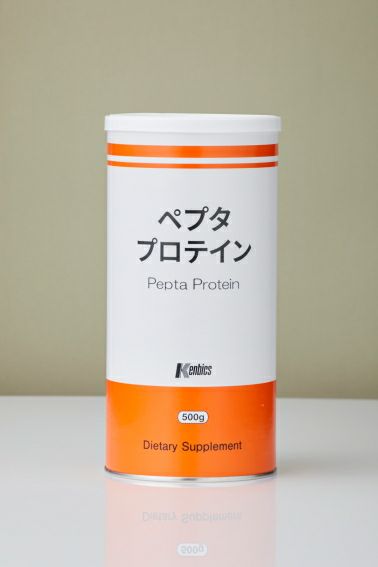 ペプタ
プロテイン
Pepta Protein
Kenbics
500g
Dietary Supplement